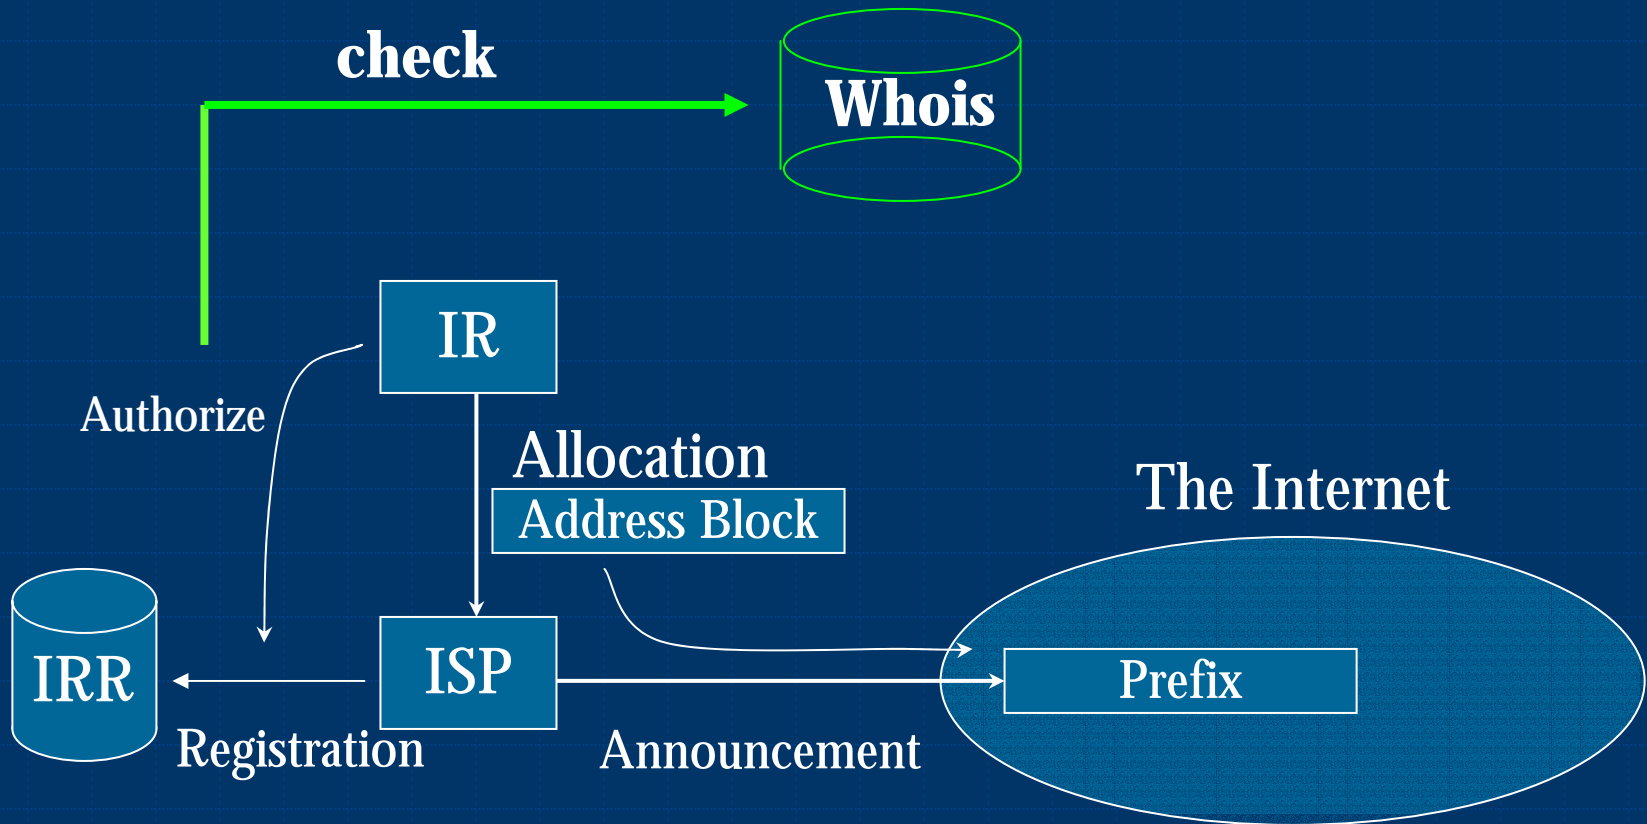 check
Whois
IR
Authorize
Allocation
Address Block
The Internet
IRR
ISP
Prefix
Registration
Announcement